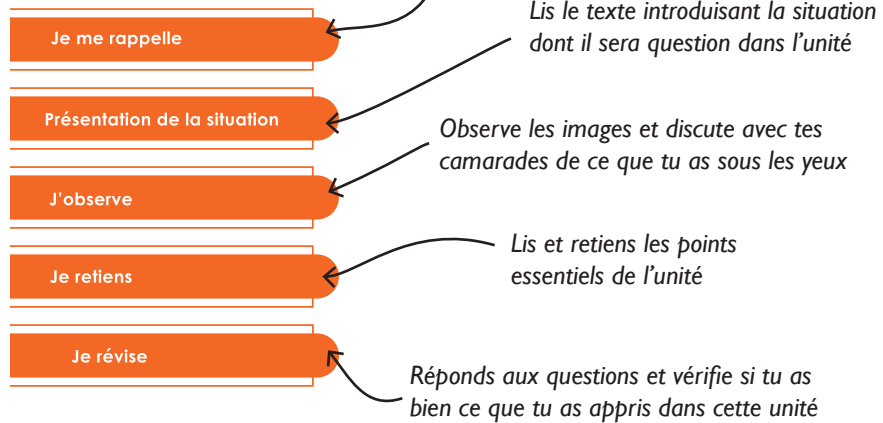 Je me rappelle
Lis le texte introduisant la situation
dont il sera question dans l'unité
Présentation de la situation
Observe les images et discute avec tes
camarades de ce que tu as sous les yeux
J'observe
Lis et retiens les points
essentiels de l'unité
Je retiens
Je révise
Réponds aux questions et vérifie si tu as
bien ce que tu as appris dans cette unité